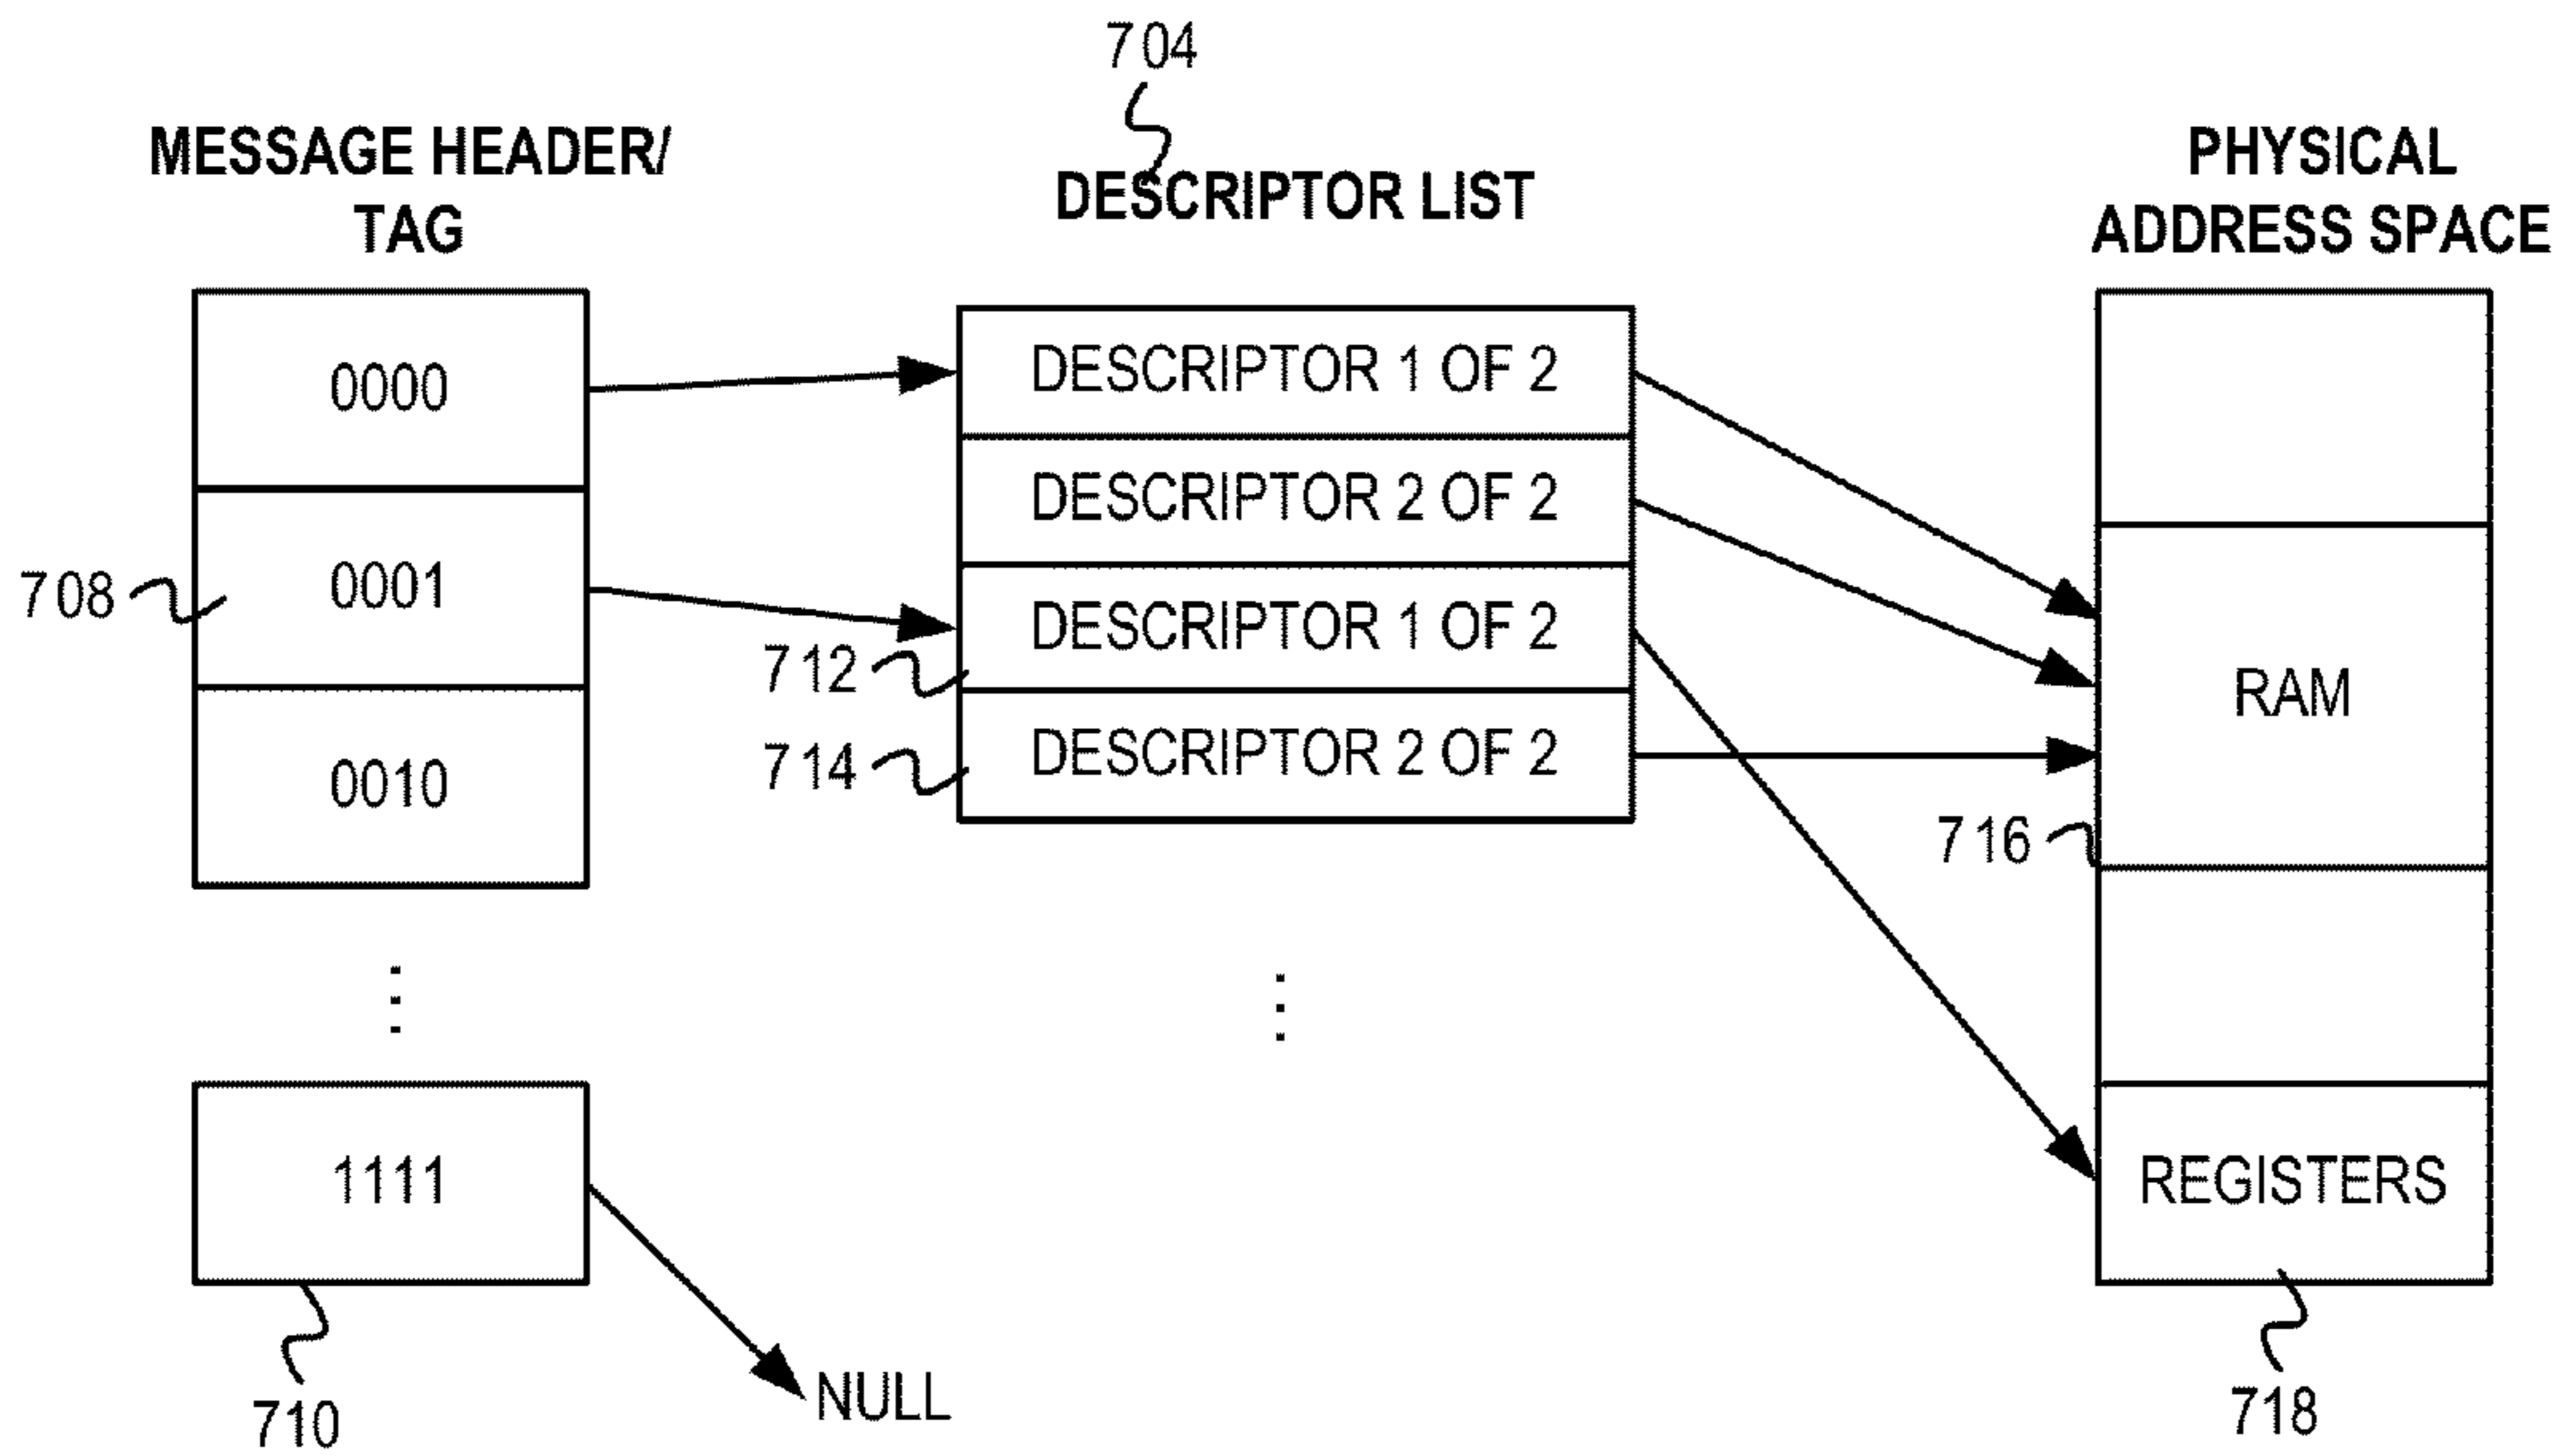 704
MESSAGE HEADER/
TAG
DESCRIPTOR LIST
PHYSICAL
ADDRESS SPACE
0000
DESCRIPTOR 1 OF 2
DESCRIPTOR 2 OF 2
708
0001
DESCRIPTOR 1 OF 2
712
RAM
0010
714
DESCRIPTOR 2 OF 2
716
⋮
⋮
1111
REGISTERS
NULL
710
718